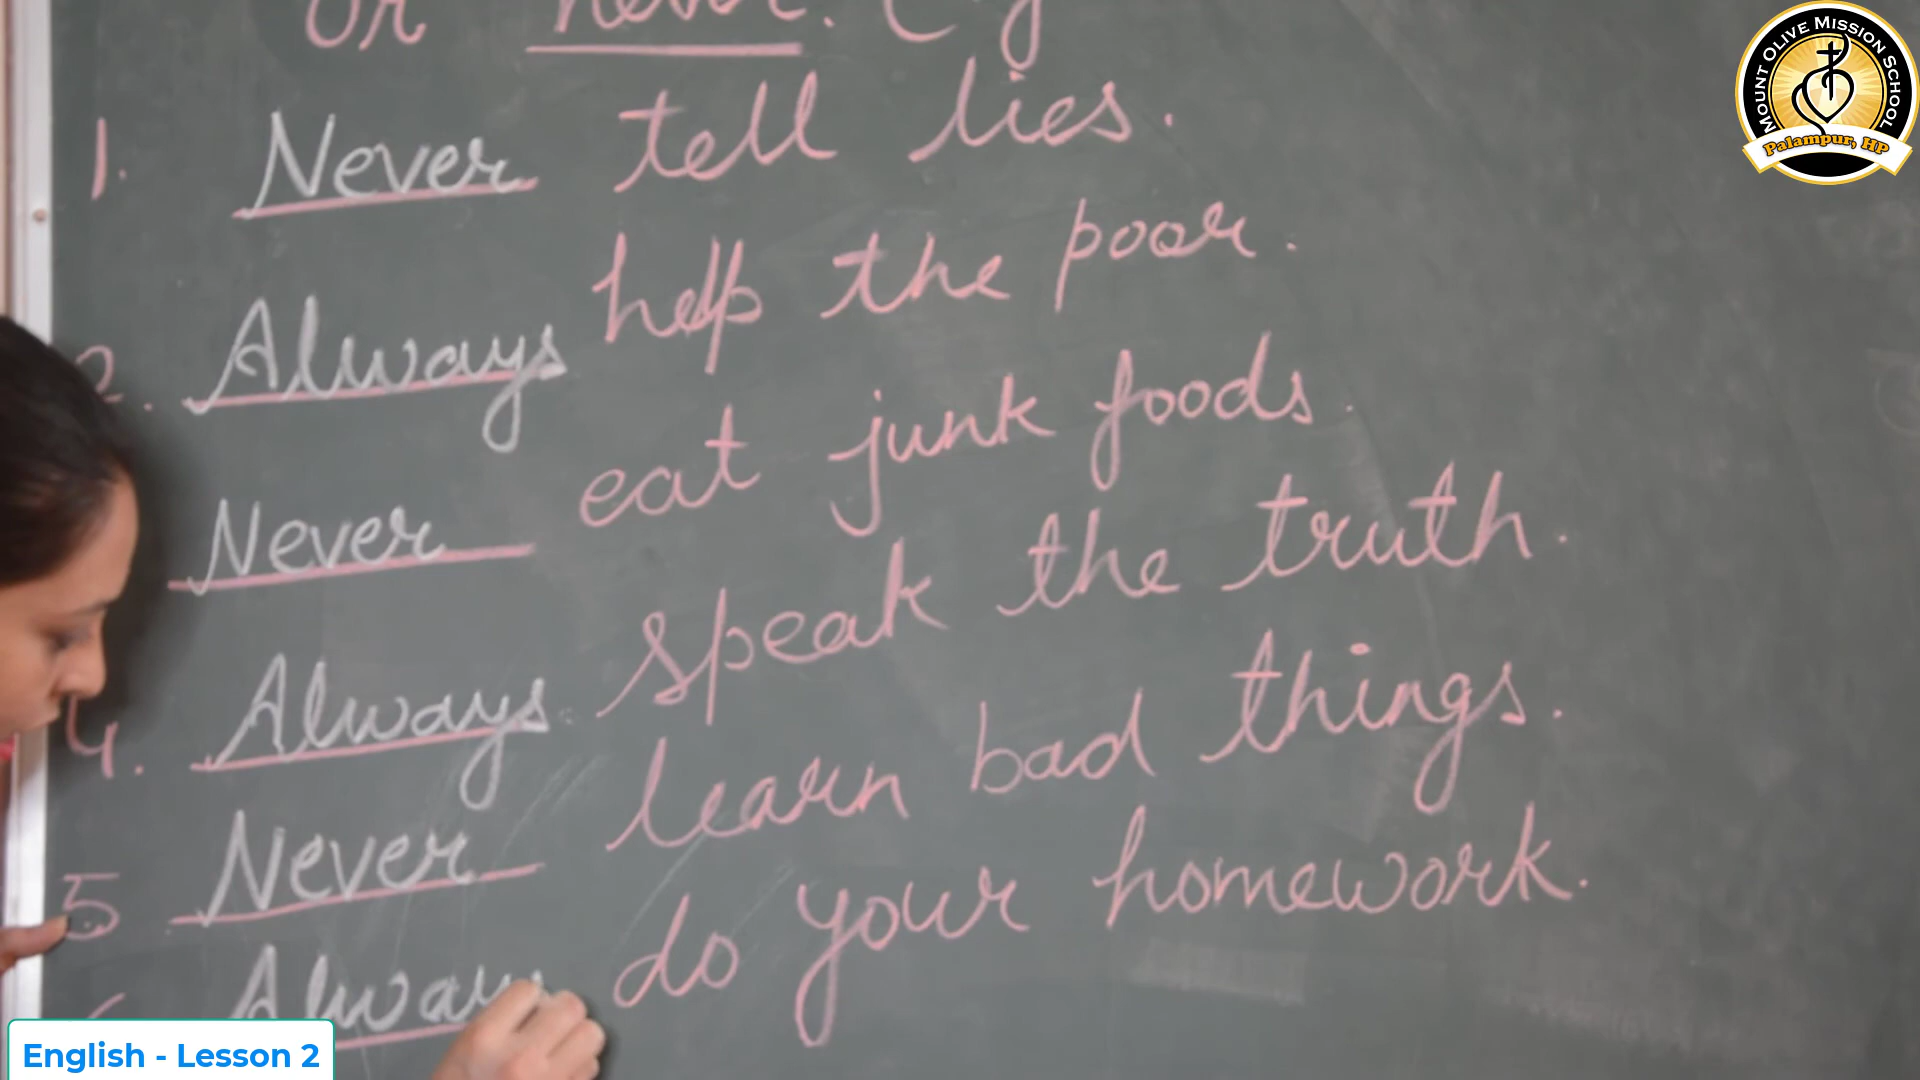 or never. (
1. Never tell lies.
2. Always help the poor.
Never eat junk foods.
4. Always speak the truth.
5 Never learn bad things.
Always do your homework.
MOUNT OLIVE MISSION SCHOOL
Palampur, HP
English - Lesson 2